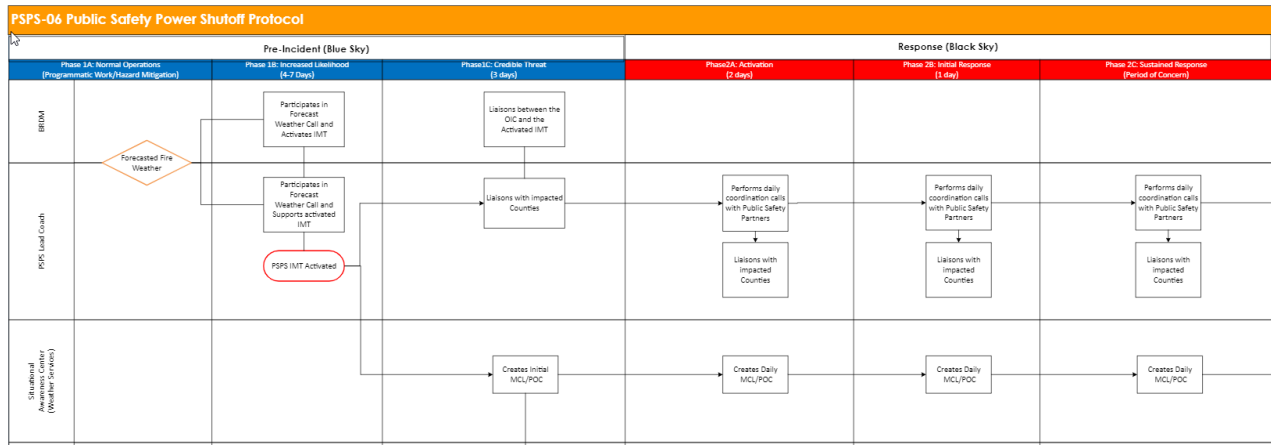 PSPS-06 Public Safety Power Shutoff Protocol
Pre-Incident (Blue Sky)
Response (Black Sky)
Phase 1A: Normal Operations
(Programmatic Work/Hazard Mitigation)
Phase 1B: Increased Likelihood
(4-7 Days)
Phase1C: Credible Threat
(3 days)
Phase2A: Activation
(2 days)
Phase 2B: Initial Response
(1 day)
Phase 2C: Sustained Response
(Period of Concern)
BRDM
Participates in
Forecast
Weather Call and
Activates IMT
Liaisons between the
OIC and the
Activated IMT
PSPS Lead Coach
Forecasted Fire
Weather
Participates in
Forecast
Weather Call and
Supports activated
IMT
PSPS IMT Activated
Liaisons with impacted
Counties
Performs daily
coordination calls
with Public Safety
Partners
Liaisons with
impacted
Counties
Performs daily
coordination calls
with Public Safety
Partners
Liaisons with
impacted
Counties
Performs daily
coordination calls
with Public Safety
Partners
Liaisons with
impacted
Counties
Situational
Awareness Center
(Weather Services)
Creates Initial
MCL/POC
Creates Daily
MCL/POC
Creates Daily
MCL/POC
Creates Daily
MCL/POC